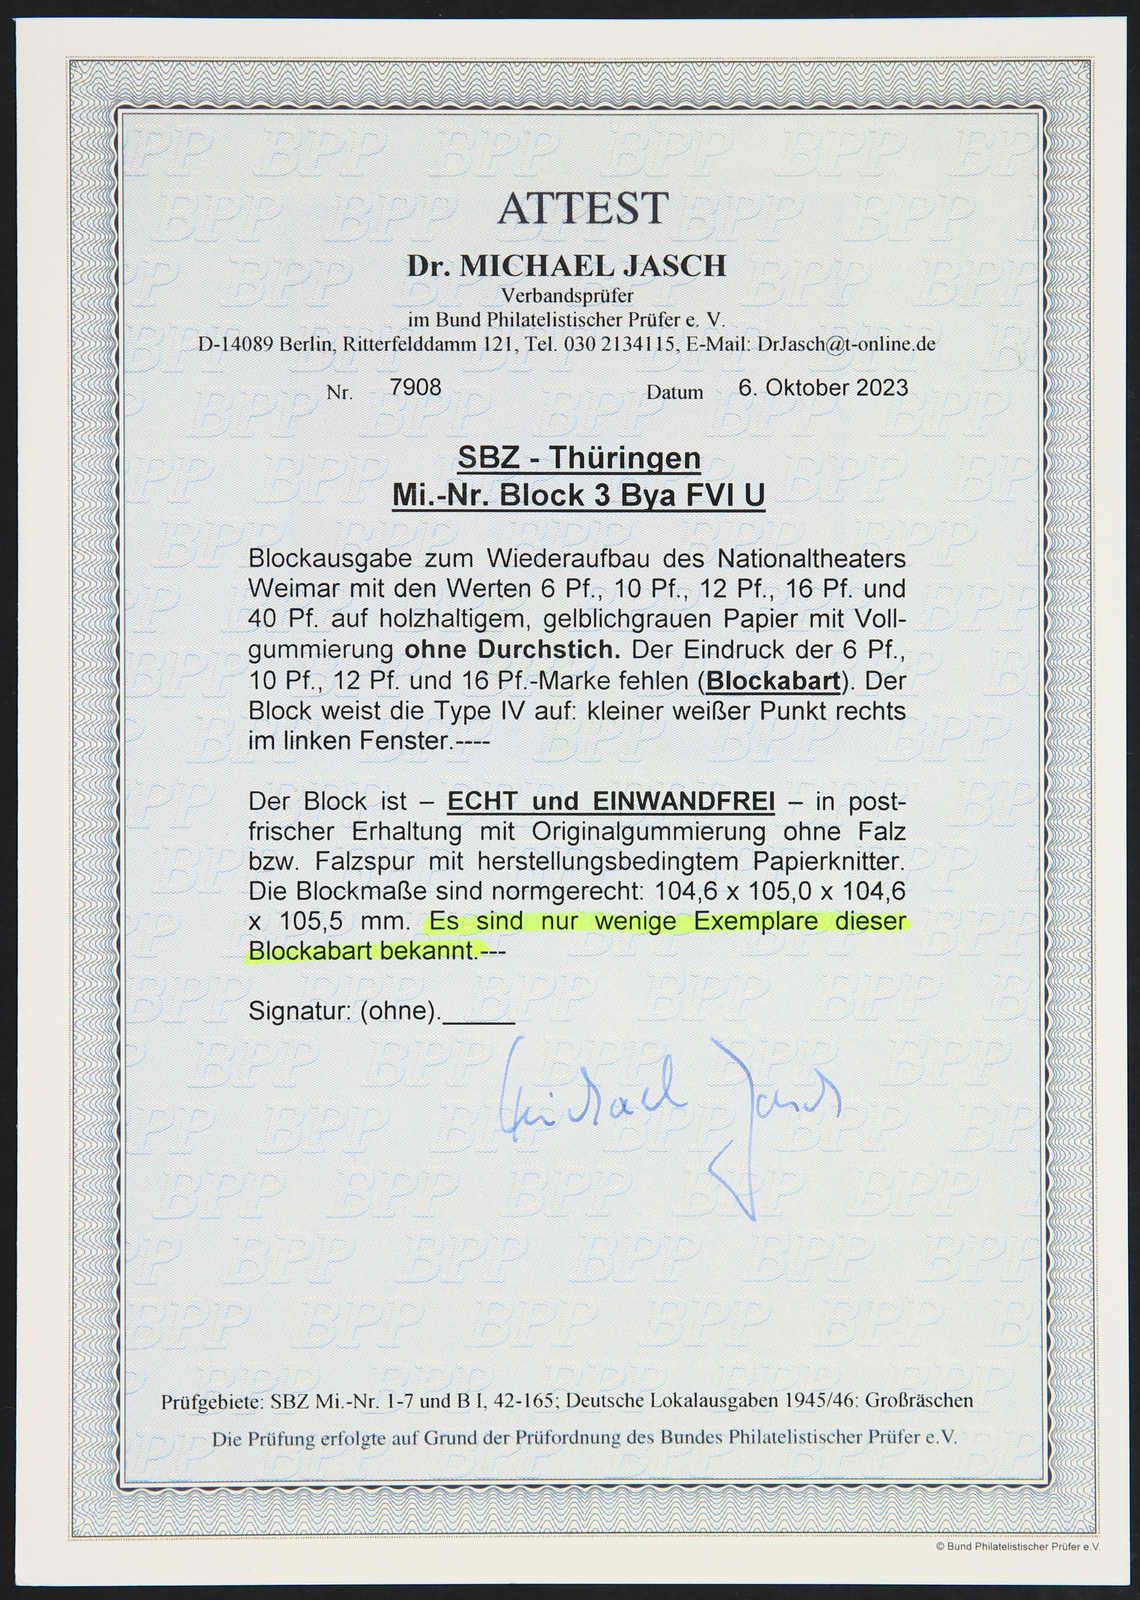 ATTEST
Dr. MICHAEL JASCH
Verbandsprüfer
im Bund Philatelistischer Prüfer e. V.
D-14089 Berlin, Ritterfelddamm 121, Tel. 030 2134115, E-Mail: DrJasch@t-online.de
Nr. 7908 Datum 6. Oktober 2023
SBZ - Thüringen
Mi.-Nr. Block 3 Bya FVI U
Blockausgabe zum Wiederaufbau des Nationaltheaters
Weimar mit den Werten 6 Pf., 10 Pf., 12 Pf., 16 Pf. und
40 Pf. auf holzhaltigem, gelblichgrauen Papier mit Voll-
gummierung ohne Durchstich. Der Eindruck der 6 Pf.,
10 Pf., 12 Pf. und 16 Pf.-Marke fehlen (Blockabart). Der
Block weist die Type IV auf: kleiner weißer Punkt rechts
im linken Fenster.----
Der Block ist – ECHT und EINWANDFREI – in post-
frischer Erhaltung mit Originalgummierung ohne Falz
bzw. Falzspur mit herstellungsbedingtem Papierknitter.
Die Blockmaße sind normgerecht: 104,6 x 105,0 x 104,6
x 105,5 mm. Es sind nur wenige Exemplare dieser
Blockabart bekannt.---
Signatur: (ohne)._____
Michael Jasch
Prüfgebiete: SBZ Mi.-Nr. 1-7 und B I, 42-165; Deutsche Lokalausgaben 1945/46: Großräschen
Die Prüfung erfolgte auf Grund der Prüfordnung des Bundes Philatelistischer Prüfer e.V.
© Bund Philatelistischer Prüfer e.V.